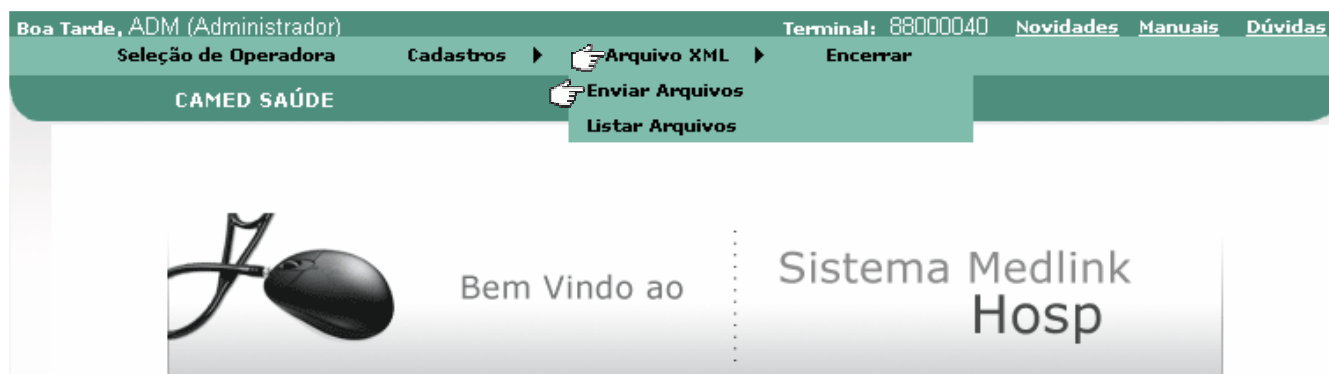 Boa Tarde, ADM (Administrador) Terminal: 88000040 Novidades Manuais Dúvidas
Seleção de Operadora Cadastros Arquivo XML Encerrar
CAMED SAÚDE
Enviar Arquivos
Listar Arquivos
Bem Vindo ao
Sistema Medlink
Hosp